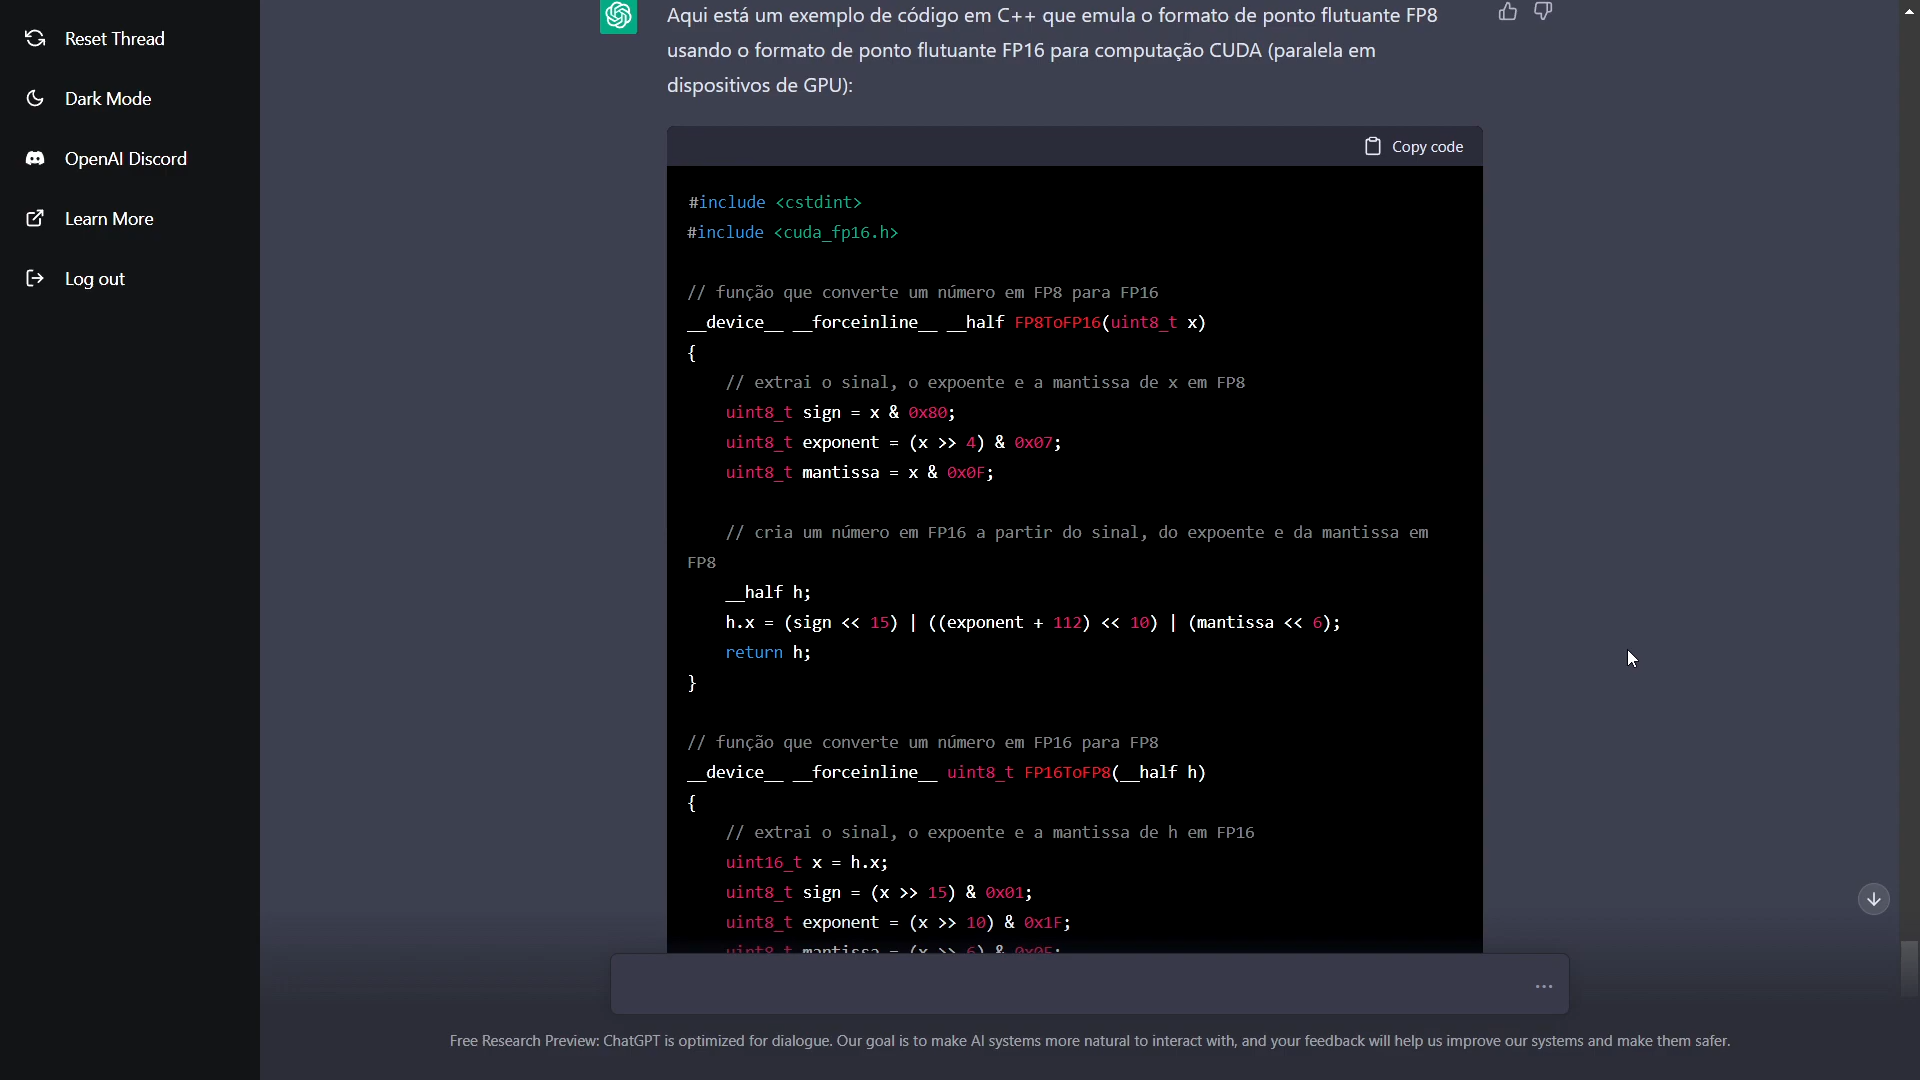 Reset Thread
Dark Mode
OpenAI Discord
Learn More
Log out
Aqui está um exemplo de código em C++ que emula o formato de ponto flutuante FP8
usando o formato de ponto flutuante FP16 para computação CUDA (paralela em
dispositivos de GPU):
Copy code
#include <cstdint>
#include <cuda_fp16.h>
// função que converte um número em FP8 para FP16
__device__ __forceinline__ __half FP8ToFP16(uint8_t x)
{
// extrai o sinal, o expoente e a mantissa de x em FP8
uint8_t sign = x & 0x80;
uint8_t exponent = (x >> 4) & 0x07;
uint8_t mantissa = x & 0x0F;
// cria um número em FP16 a partir do sinal, do expoente e da mantissa em
FP8
__half h;
h.x = (sign << 15) | ((exponent + 112) << 10) | (mantissa << 6);
return h;
}
// função que converte um número em FP16 para FP8
__device__ __forceinline__ uint8_t FP16ToFP8(__half h)
{
// extrai o sinal, o expoente e a mantissa de h em FP16
uint16_t x = h.x;
uint8_t sign = (x >> 15) & 0x01;
uint8_t exponent = (x >> 10) & 0x1F;
uint8_t mantissa = (x >> 6) & 0x0F;
Free Research Preview: ChatGPT is optimized for dialogue. Our goal is to make AI systems more natural to interact with, and your feedback will help us improve our systems and make them safer.